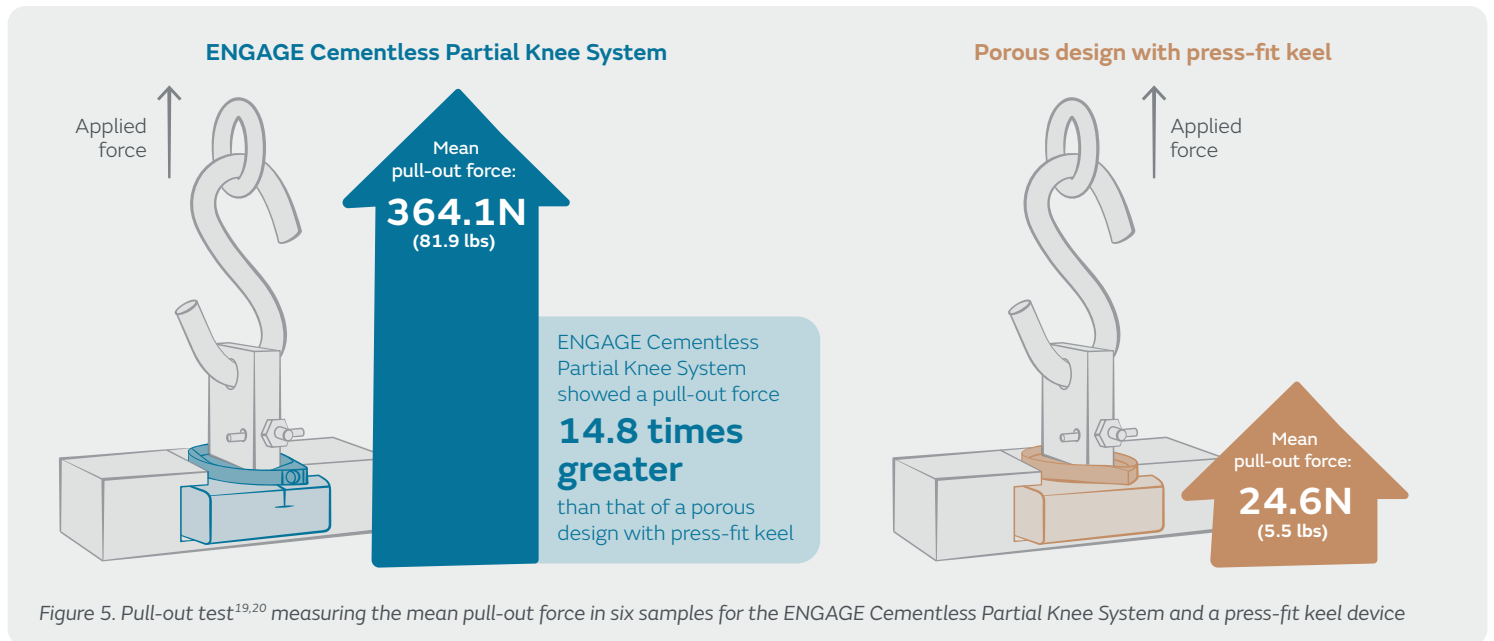 ENGAGE Cementless Partial Knee System
Applied
force
Mean
pull-out force:
364.1N
(81.9 lbs)
ENGAGE Cementless
Partial Knee System
showed a pull-out force
14.8 times
greater
than that of a porous
design with press-fit keel
Porous design with press-fit keel
Applied
force
Mean
pull-out force:
24.6N
(5.5 lbs)
Figure 5. Pull-out test19,20 measuring the mean pull-out force in six samples for the ENGAGE Cementless Partial Knee System and a press-fit keel device